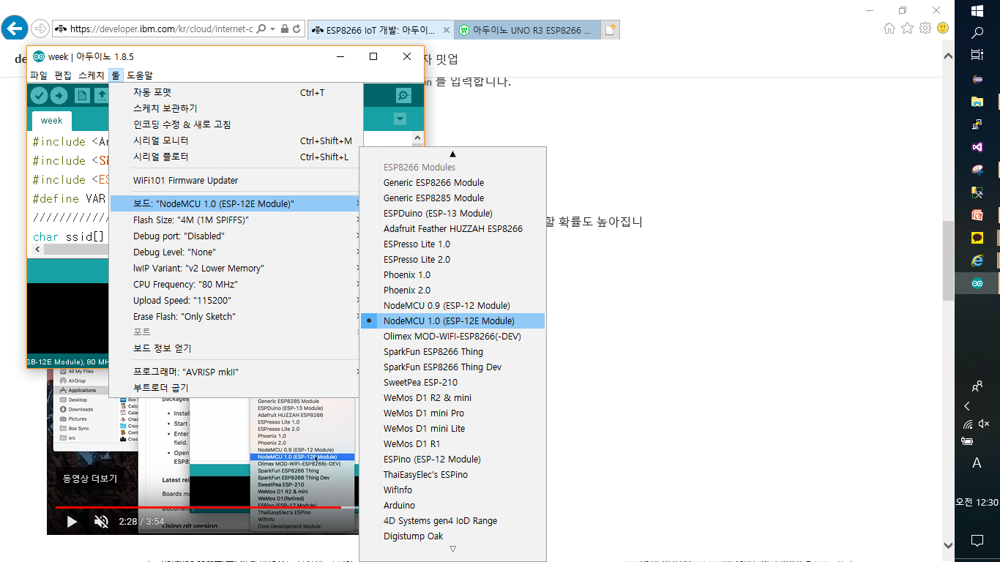 https://developer.ibm.com/kr/cloud/internet-c
ESP8266 IoT 개발: 아두이...
아두이노 UNO R3 ESP8266 ...
week | 아두이노 1.8.5
자 밋업
파일 편집 스케치 툴 도움말
를 입력합니다.
자동 포맷 Ctrl+T
스케치 보관하기
인코딩 수정 & 새로 고침
시리얼 모니터 Ctrl+Shift+M
시리얼 플로터 Ctrl+Shift+L
WiFi101 Firmware Updater
보드: "NodeMCU 1.0 (ESP-12E Module)"
Flash Size: "4M (1M SPIFFS)"
Debug port: "Disabled"
Debug Level: "None"
lwIP Variant: "v2 Lower Memory"
CPU Frequency: "80 MHz"
Upload Speed: "115200"
Erase Flash: "Only Sketch"
포트
보드 정보 얻기
프로그래머: "AVRISP mkII"
부트로더 굽기
week
#include <Ar
#include <SI
#include <ES
#define VAR
////////////
char ssid[]
할 확률도 높아집니
ESP8266 Modules
Generic ESP8266 Module
Generic ESP8285 Module
ESPDuino (ESP-13 Module)
Adafruit Feather HUZZAH ESP8266
ESPresso Lite 1.0
ESPresso Lite 2.0
Phoenix 1.0
Phoenix 2.0
NodeMCU 0.9 (ESP-12 Module)
NodeMCU 1.0 (ESP-12E Module)
Olimex MOD-WIFI-ESP8266(-DEV)
SparkFun ESP8266 Thing
SparkFun ESP8266 Thing Dev
SweetPea ESP-210
WeMos D1 R2 & mini
WeMos D1 mini Pro
WeMos D1 mini Lite
WeMos D1 R1
ESPino (ESP-12 Module)
ThaiEasyElec's ESPino
WifInfo
Arduino
4D Systems gen4 IoD Range
Digistump Oak
SB-12E Module), 80 MH
All My Files
AirDrop
Applications
Desktop
Downloads
Pictures
Box Sync
src
packages
• Instal
• Start
• Enter
field.
• Open
ESP8
Latest rel
Boards ma
Documen
Using git version
Generic ESP8285 Module
ESPDuino (ESP-13 Module)
Adafruit HUZZAH ESP8266
ESPresso Lite 1.0
ESPresso Lite 2.0
Phoenix 1.0
Phoenix 2.0
NodeMCU 0.9 (ESP-12 Module)
NodeMCU 1.0 (ESP-12E Module)
Olimex MOD-WIFI-ESP8266(-DEV)
SparkFun ESP8266 Thing
SparkFun ESP8266 Thing Dev
SweetPea ESP-210
WeMos D1 R2 & mini
WeMos D1(Retired)
ESPino (ESP-12 Module)
ThaiEasyElec's ESPino
WifInfo
Core Development Module
동영상 더보기
2:28 / 3:54
A
오전 12:30